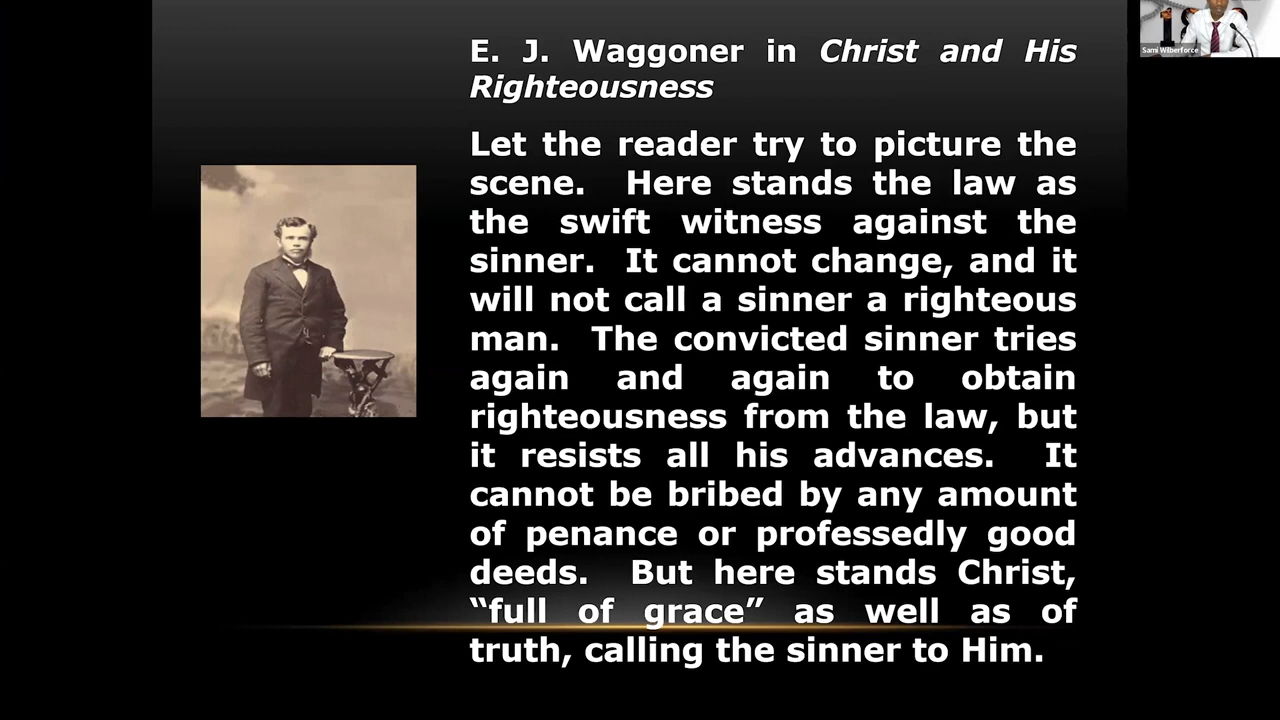 E. J. Waggoner in Christ and His
Righteousness
Let the reader try to picture the
scene. Here stands the law as
the swift witness against the
sinner. It cannot change, and it
will not call a sinner a righteous
man. The convicted sinner tries
again and again to obtain
righteousness from the law, but
it resists all his advances. It
cannot be bribed by any amount
of penance or professedly good
deeds. But here stands Christ,
“full of grace” as well as of
truth, calling the sinner to Him.
Sami Wilberforce